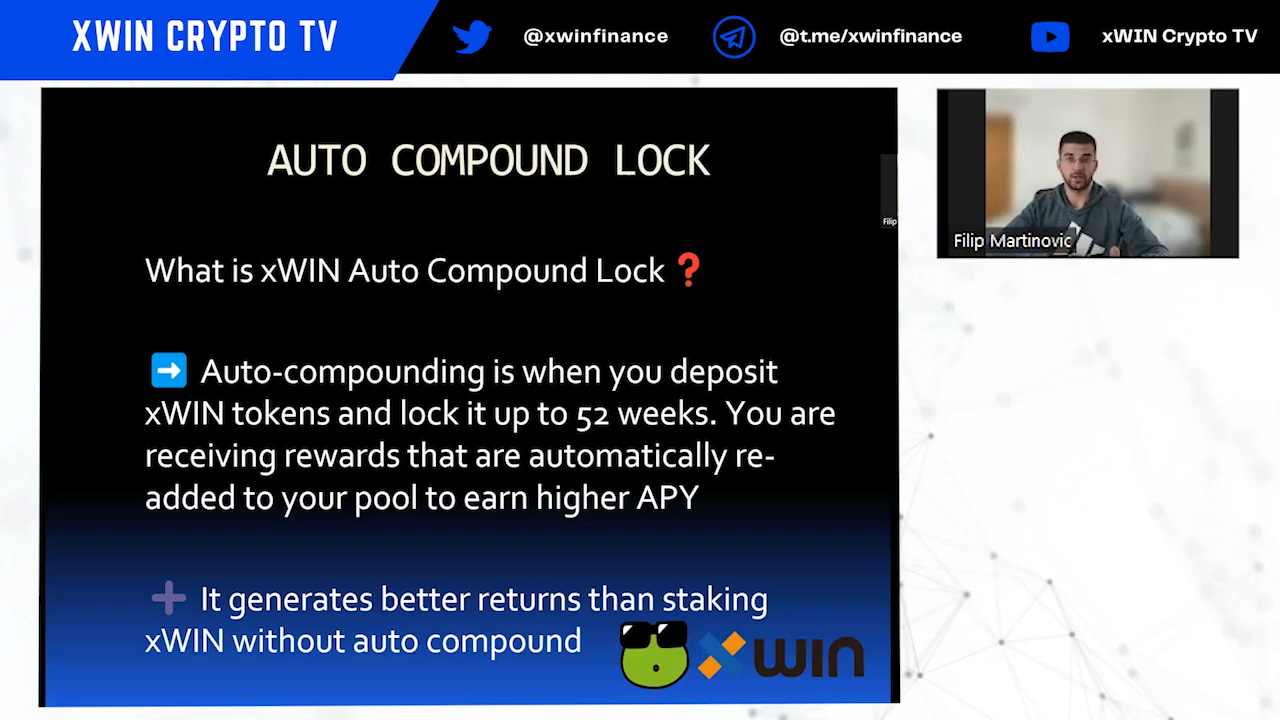 XWIN CRYPTO TV
@xwinfinance
@t.me/xwinfinance
xWIN Crypto TV
AUTO COMPOUND LOCK
Filip
Filip Martinovic
What is xWIN Auto Compound Lock ❓
➡ Auto-compounding is when you deposit
xWIN tokens and lock it up to 52 weeks. You are
receiving rewards that are automatically re-
added to your pool to earn higher APY
➕ It generates better returns than staking
xWIN without auto compound
xwin